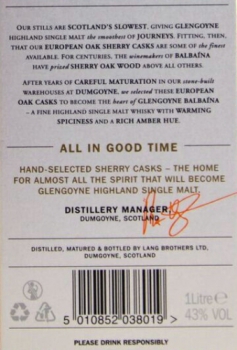 OUR STILLS ARE SCOTLAND'S SLOWEST. GIVING GLENGOYNE
HIGHLAND SINGLE MALT the smoothest of JOURNEYS. FITTING, THEN,
THAT OUR EUROPEAN OAK SHERRY CASKS ARE SOME of the finest
AVAILABLE. FOR CENTURIES, THE winemakers OF BALBAÍNA
HAVE prized SHERRY OAK WOOD ABOVE ALL OTHERS.
AFTER YEARS OF CAREFUL MATURATION IN OUR stone-built
WAREHOUSES AT DUMGOYNE, WE selected THESE EUROPEAN
OAK CASKS TO BECOME the heart of GLENGOYNE BALBAÍNA
– A FINE HIGHLAND SINGLE MALT WHISKY WITH WARMING
SPICINESS AND A RICH AMBER HUE.
ALL IN GOOD TIME
HAND-SELECTED SHERRY CASKS – THE HOME
FOR ALMOST ALL THE SPIRIT THAT WILL BECOME
GLENGOYNE HIGHLAND SINGLE MALT.
DISTILLERY MANAGER,
DUMGOYNE, SCOTLAND
DISTILLED, MATURED & BOTTLED BY LANG BROTHERS LTD.
DUMGOYNE, SCOTLAND
1Litre e
43% VOL
5 010852 038019 >
PLEASE DRINK RESPONSIBLY